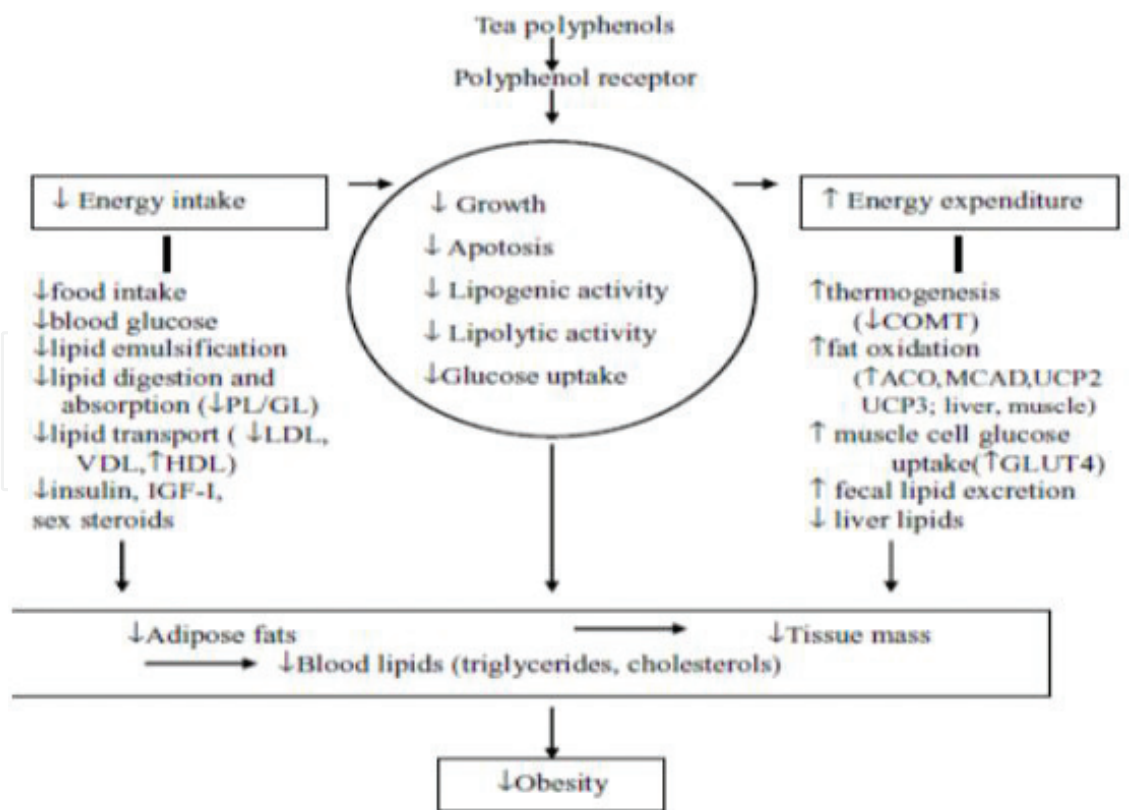 Tea polyphenols
Polyphenol receptor
↓ Energy intake
↓food intake
↓blood glucose
↓lipid emulsification
↓lipid digestion and
absorption (↓PL/GL)
↓lipid transport ( ↓LDL,
VDL,↑HDL)
↓insulin, IGF-I,
sex steroids
↓ Growth
↓ Apotosis
↓ Lipogenic activity
↓ Lipolytic activity
↓Glucose uptake
↑ Energy expenditure
↑thermogenesis
(↓COMT)
↑fat oxidation
(↑ACO,MCAD,UCP2
UCP3; liver, muscle)
↑ muscle cell glucose
uptake(↑GLUT4)
↑ fecal lipid excretion
↓ liver lipids
↓Adipose fats
↓Tissue mass
↓Blood lipids (triglycerides, cholesterols)
↓Obesity